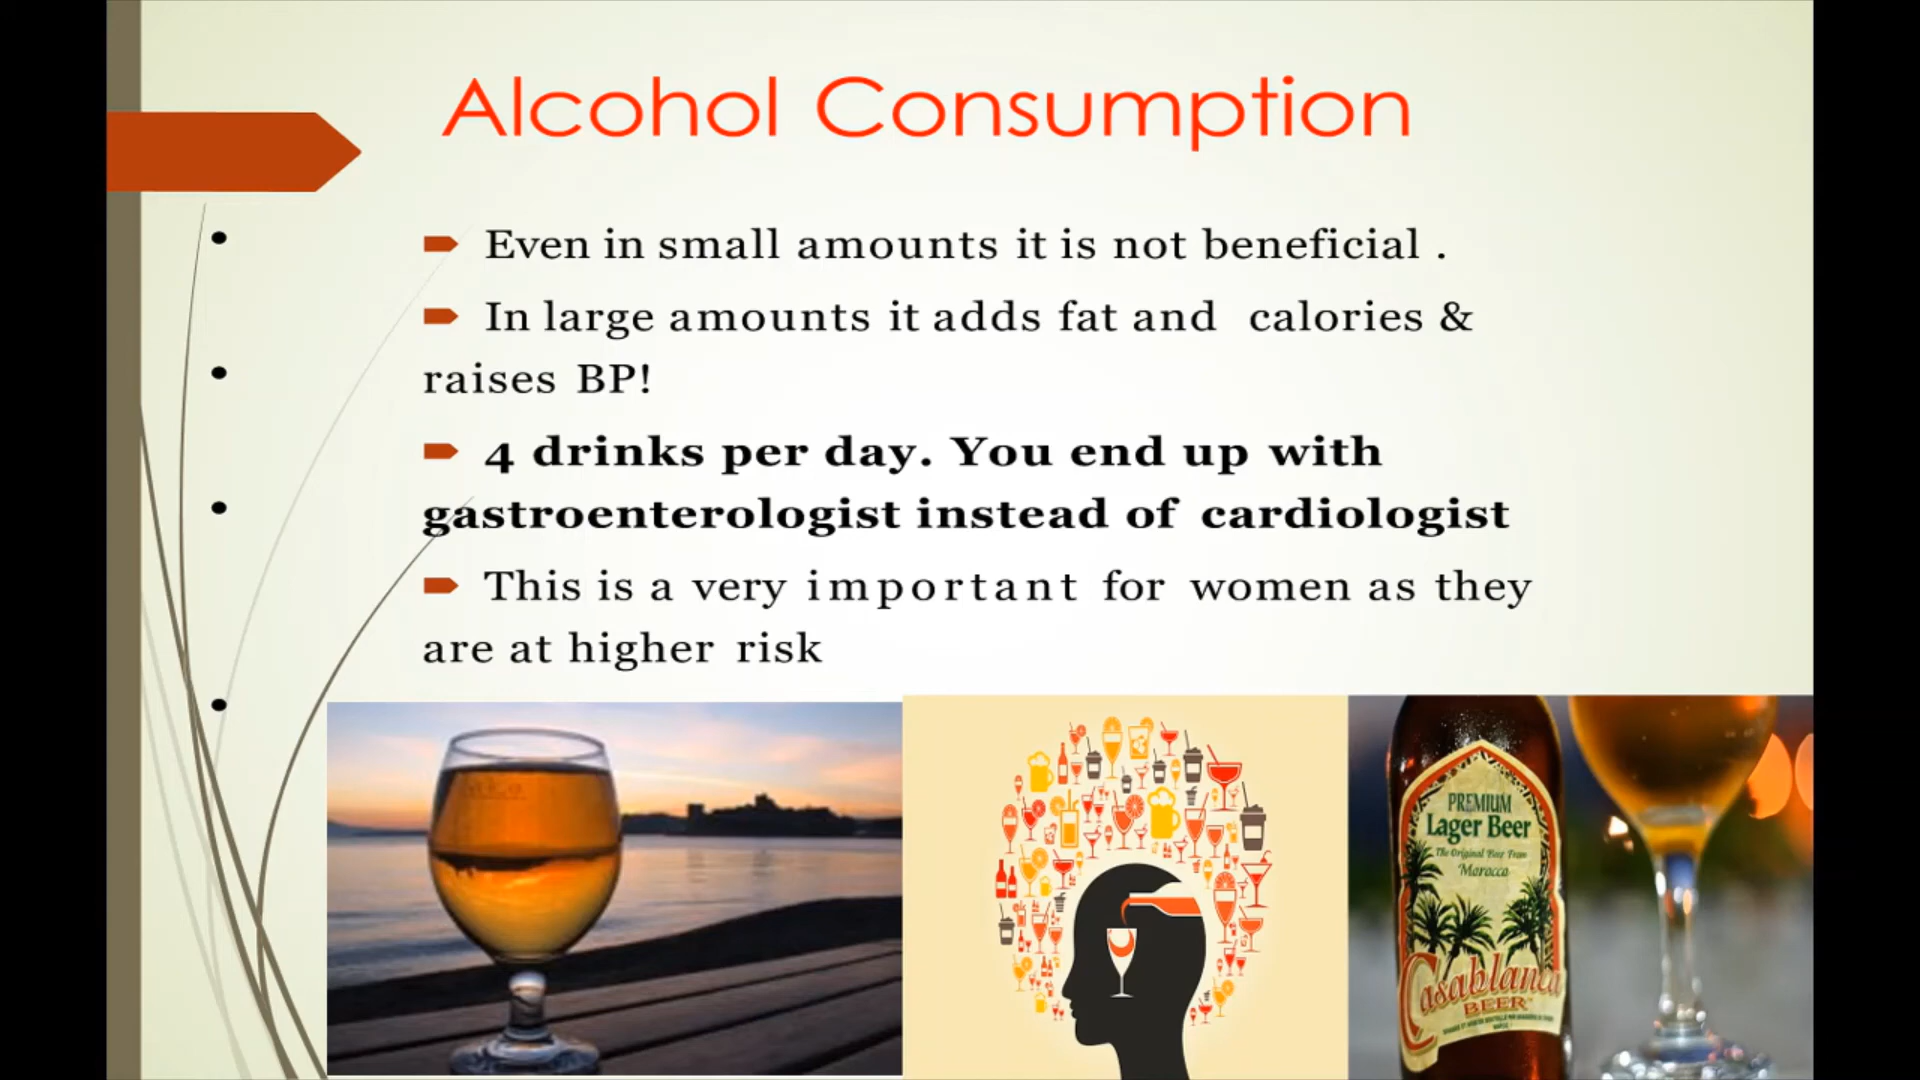 Alcohol Consumption
Even in small amounts it is not beneficial .
In large amounts it adds fat and calories &
raises BP!
4 drinks per day. You end up with
gastroenterologist instead of cardiologist
This is a very important for women as they
are at higher risk
PREMIUM
Lager Beer
The Original Beer From
Morocco
Casablanca
BEER